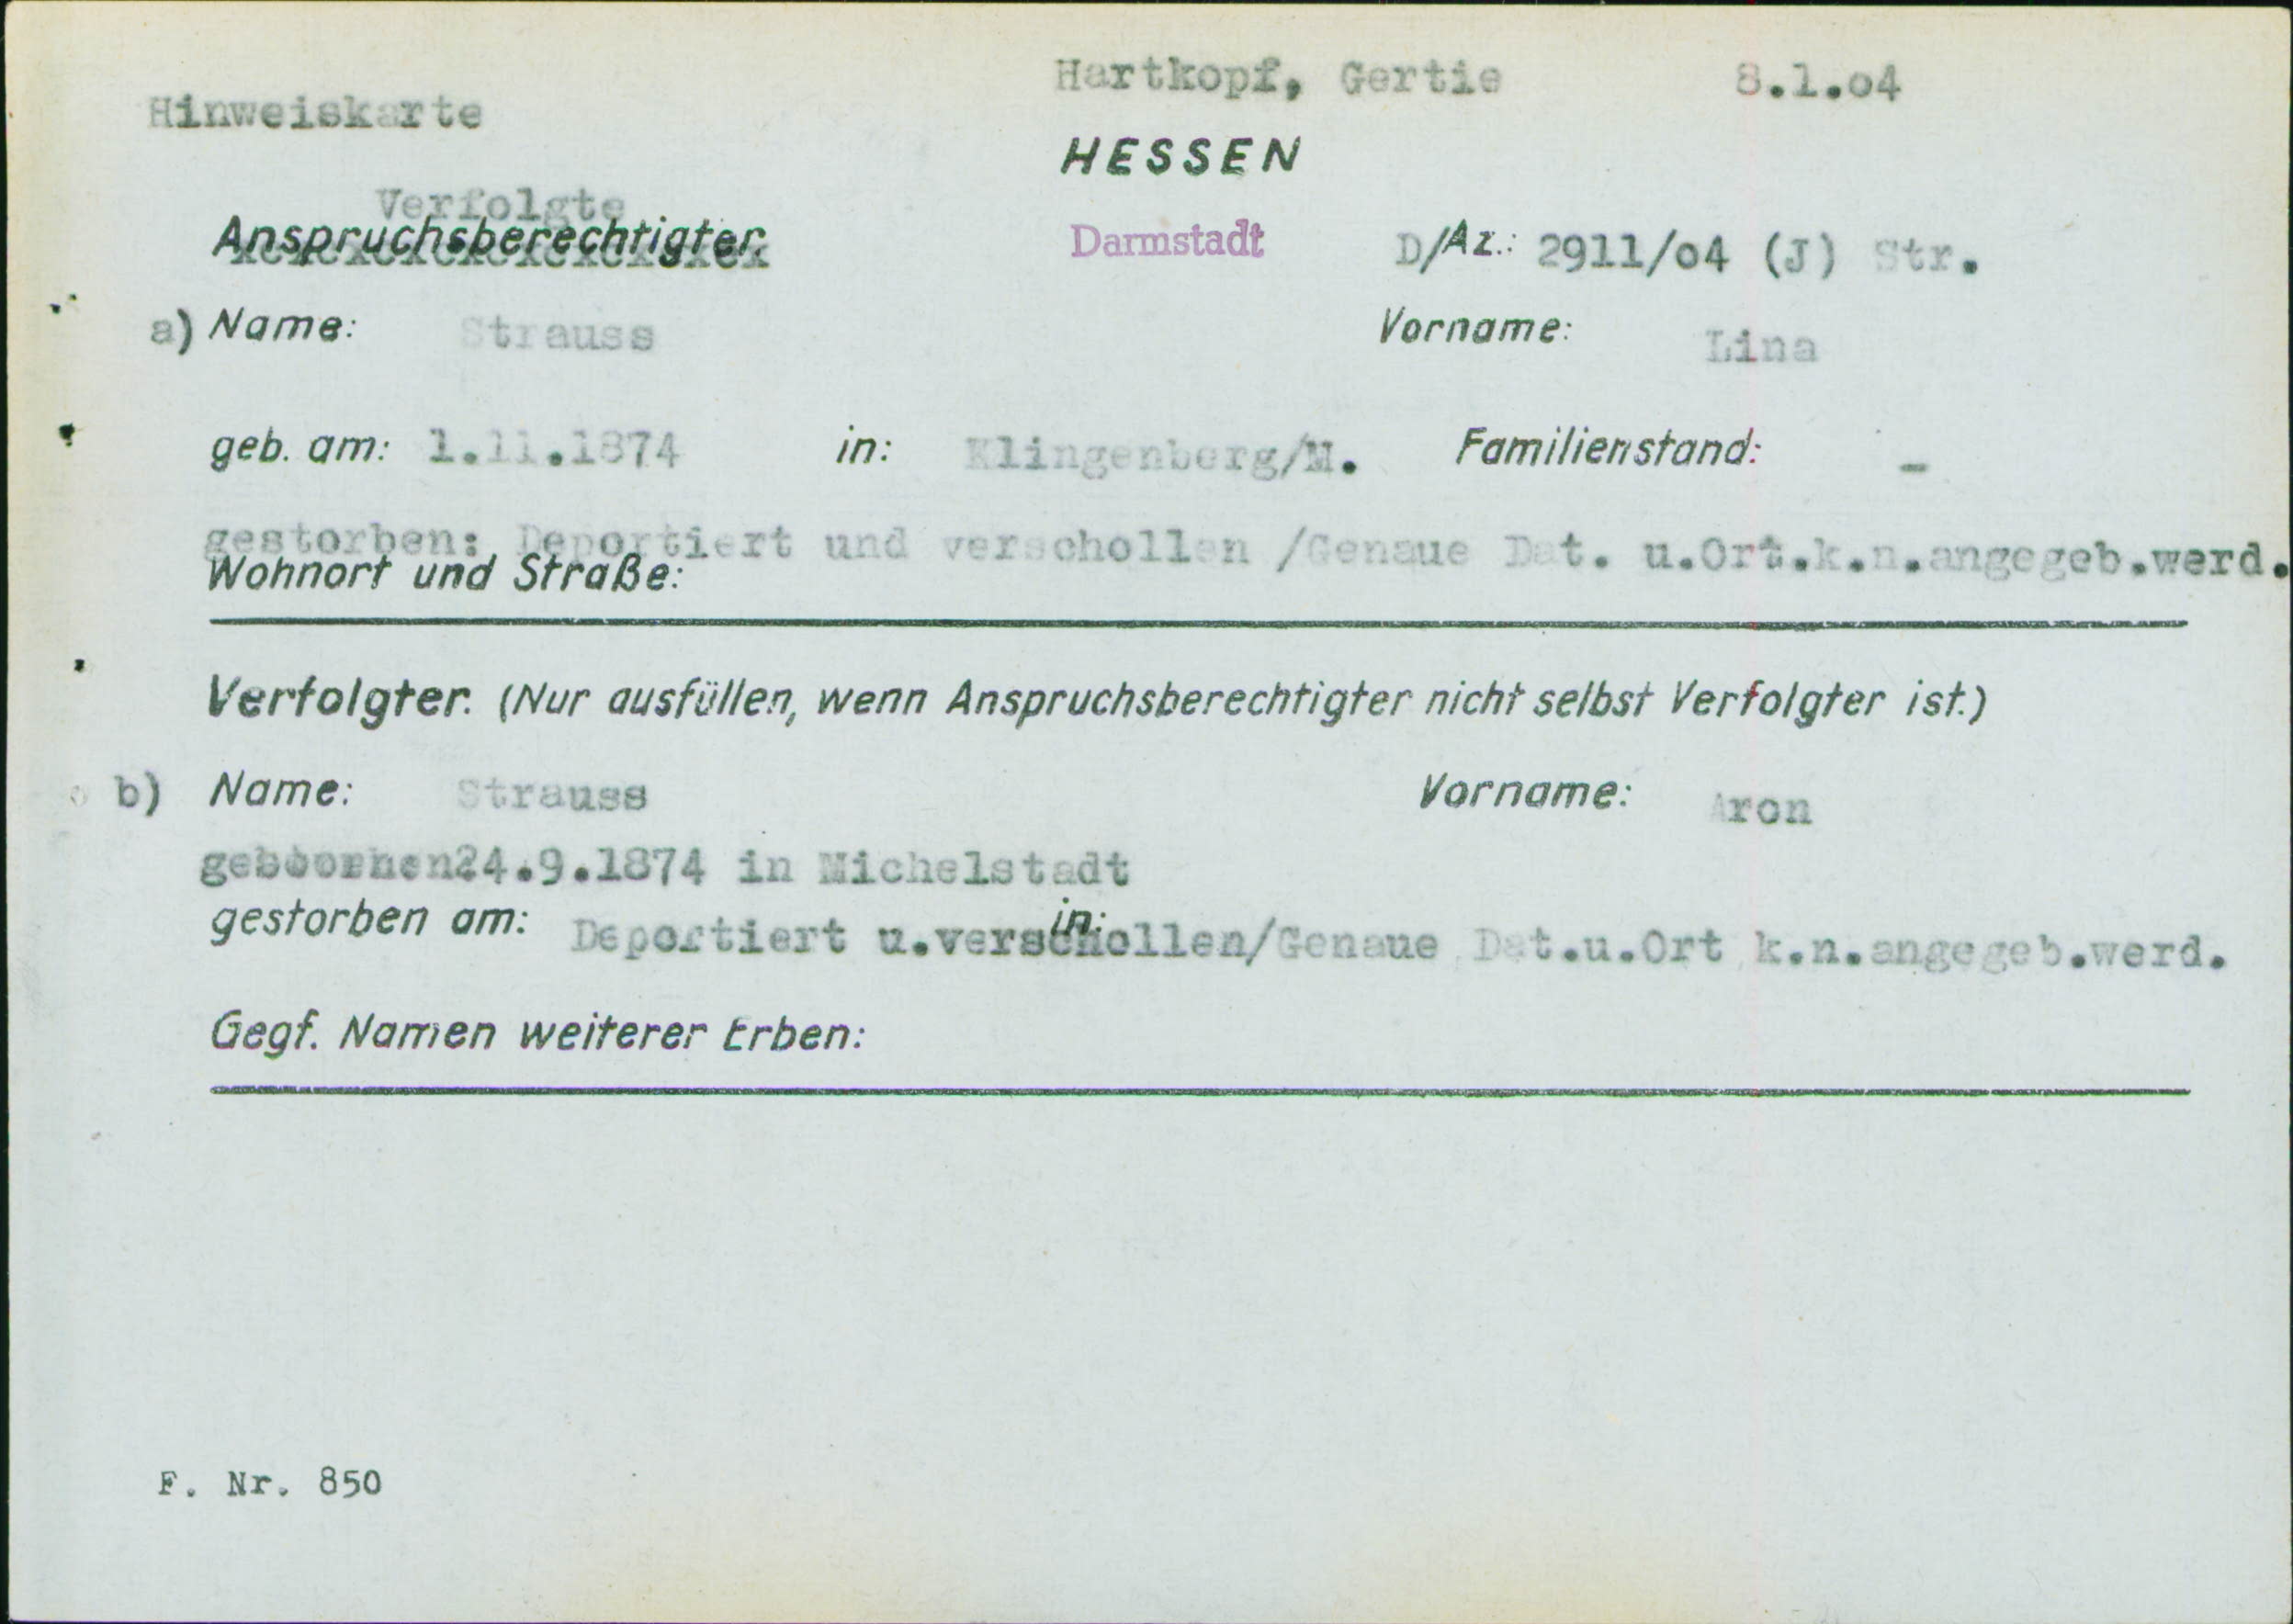 Hartkopf, Gertie 8.1.o4
Hinweiskarte
HESSEN
Verfolgte
Anspruchsberechtigter Darmstadt D/Az.: 2911/o4 (J) Str.
a) Name: Strauss Vorname: Lina
geb. am: 1.11.1874 in: Klingenberg/M. Familienstand: -
gestorben: Deportiert und verschollen /Genaue Dat. u.Ort.k.n.angegeb.werd.
Wohnort und Straße:
Verfolgter. (Nur ausfüllen, wenn Anspruchsberechtigter nicht selbst Verfolgter ist.)
b) Name: Strauss Vorname: Aron
24.9.1874 in Michelstadt
gestorben am: Deportiert u.verschollen/Genaue Dat.u.Ort k.n.angegeb.werd. in:
Gegf. Namen weiterer Erben:
F. Nr. 850